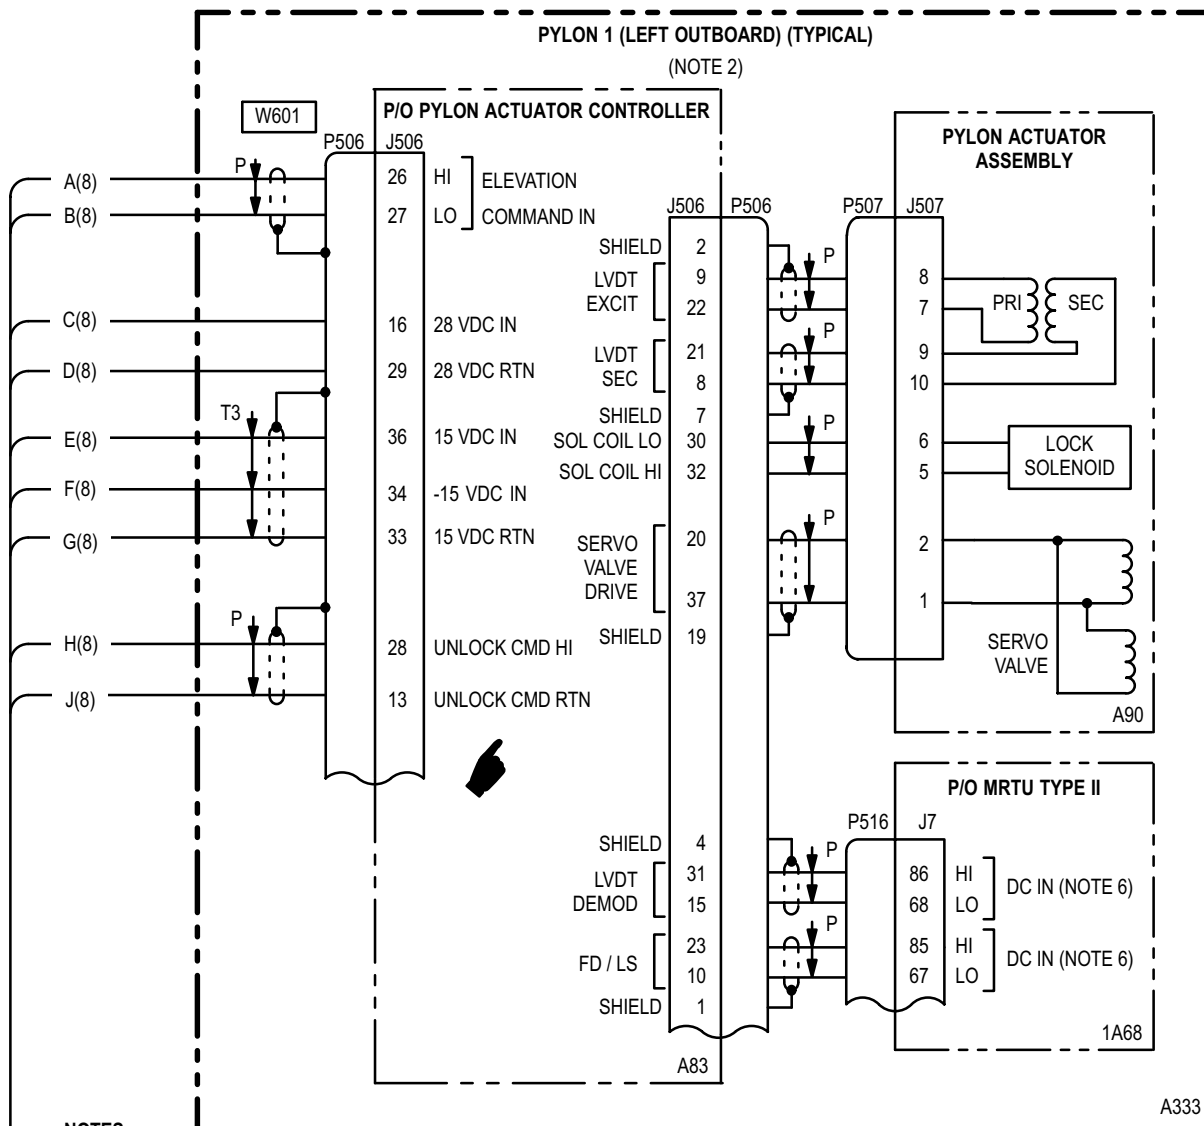 PYLON 1 (LEFT OUTBOARD) (TYPICAL)
(NOTE 2)
W601
P/O PYLON ACTUATOR CONTROLLER
P506 J506
P
A(8)
26 HI
ELEVATION
B(8)
27 LO
COMMAND IN
C(8)
16 28 VDC IN
D(8)
29 28 VDC RTN
T3
E(8)
36 15 VDC IN
F(8)
34 -15 VDC IN
G(8)
33 15 VDC RTN
P
H(8)
28 UNLOCK CMD HI
J(8)
13 UNLOCK CMD RTN
J506 P506
SHIELD 2
P
LVDT
EXCIT
9
22
P
LVDT
SEC
21
8
SHIELD 7
P
SOL COIL LO 30
SOL COIL HI 32
P
SERVO
VALVE
DRIVE
20
37
SHIELD 19
SHIELD 4
P
LVDT
DEMOD
31
15
P
FD / LS
23
10
SHIELD 1
A83
PYLON ACTUATOR
ASSEMBLY
P507 J507
8
7
PRI SEC
9
10
6
5
LOCK
SOLENOID
2
1
SERVO
VALVE
A90
P/O MRTU TYPE II
P516 J7
86 HI
68 LO
DC IN (NOTE 6)
85 HI
67 LO
DC IN (NOTE 6)
1A68
A333
NOTES